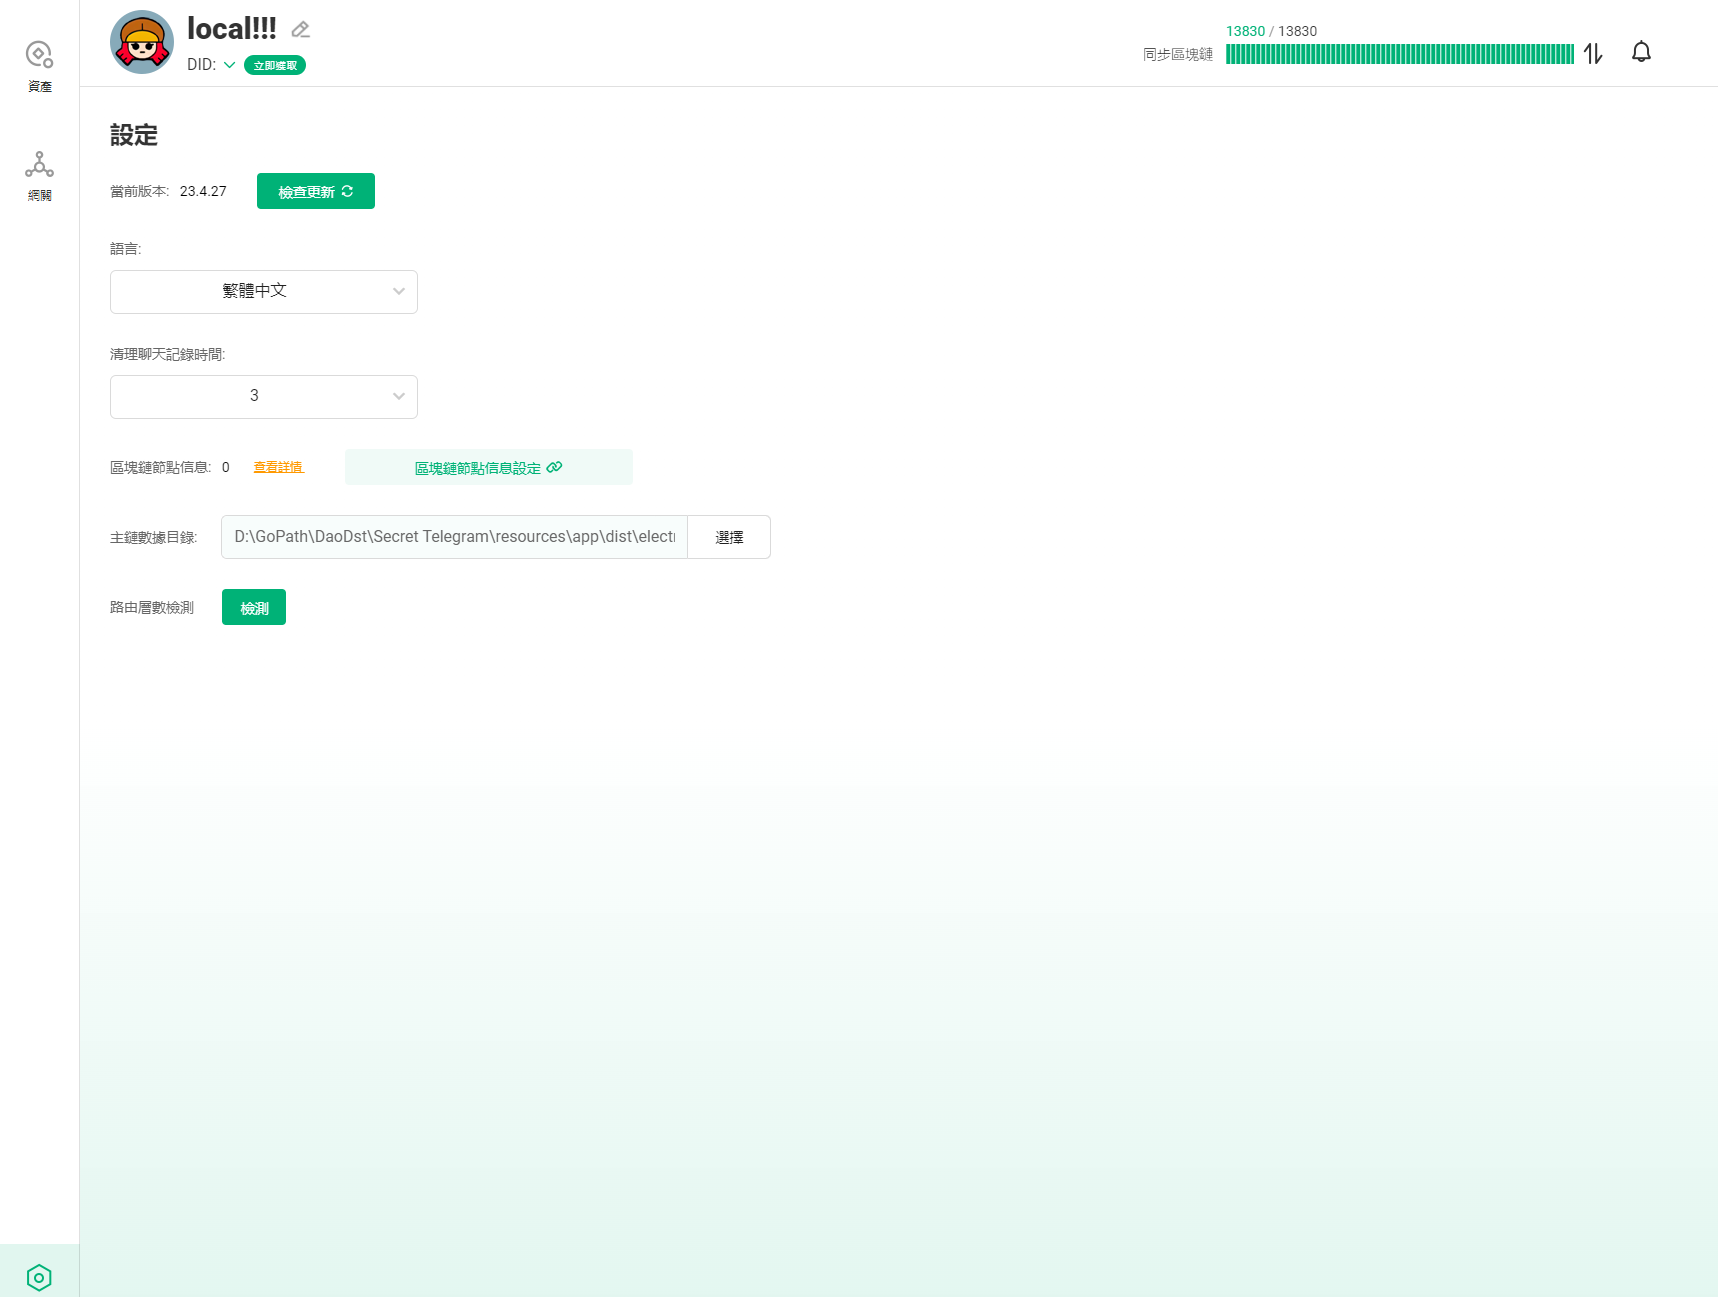 資產
網關
local!!!
DID:
立即獲取
13830 / 13830
同步區塊鏈
設定
當前版本: 23.4.27
檢查更新
語言:
繁體中文
清理聊天記錄時間:
3
區塊鏈節點信息: 0 查看詳情 區塊鏈節點信息設定
主鏈數據目錄: D:\GoPath\DaoDst\Secret Telegram\resources\app\dist\elect 選擇
路由層數檢測 檢測